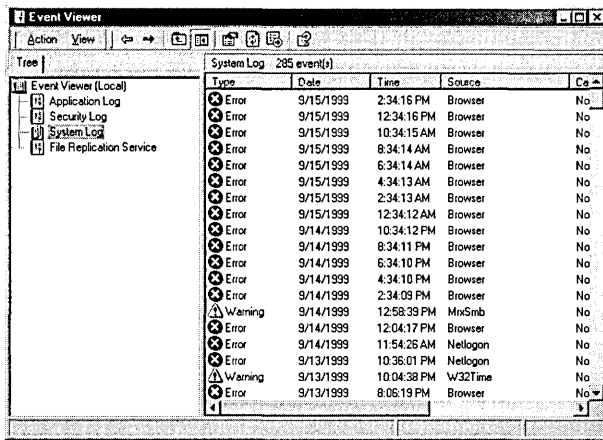 Event Viewer
Action View
Tree
System Log 285 event(s)
Event Viewer (Local)
Application Log
Security Log
System Log
File Replication Service
Type Date Time Source Ca
Error 9/15/1999 2:34:16 PM Browser No
Error 9/15/1999 12:34:16 PM Browser No
Error 9/15/1999 10:34:15 AM Browser No
Error 9/15/1999 8:34:14 AM Browser No
Error 9/15/1999 6:34:14 AM Browser No
Error 9/15/1999 4:34:13 AM Browser No
Error 9/15/1999 2:34:13 AM Browser No
Error 9/15/1999 12:34:12 AM Browser No
Error 9/14/1999 10:34:12 PM Browser No
Error 9/14/1999 8:34:11 PM Browser No
Error 9/14/1999 6:34:10 PM Browser No
Error 9/14/1999 4:34:10 PM Browser No
Error 9/14/1999 2:34:09 PM Browser No
Warning 9/14/1999 12:58:39 PM MrxSmb No
Error 9/14/1999 12:04:17 PM Browser No
Error 9/14/1999 11:54:26 AM Netlogon No
Error 9/13/1999 10:36:01 PM Netlogon No
Warning 9/13/1999 10:04:38 PM W32Time No
Error 9/13/1999 8:06:19 PM Browser No